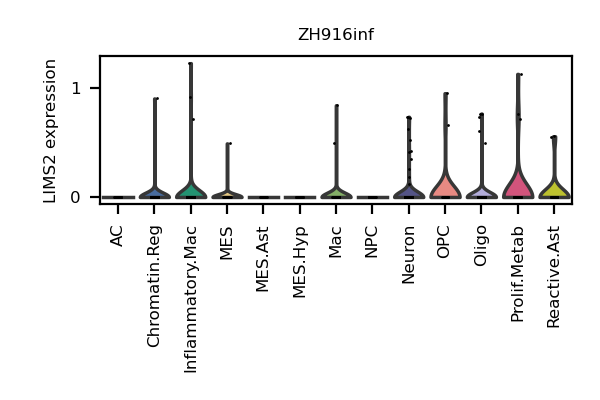 ZH916inf
LIMS2 expression
1
0
AC
Chromatin.Reg
Inflammatory.Mac
MES
MES.Ast
MES.Hyp
Mac
NPC
Neuron
OPC
Oligo
Prolif.Metab
Reactive.Ast